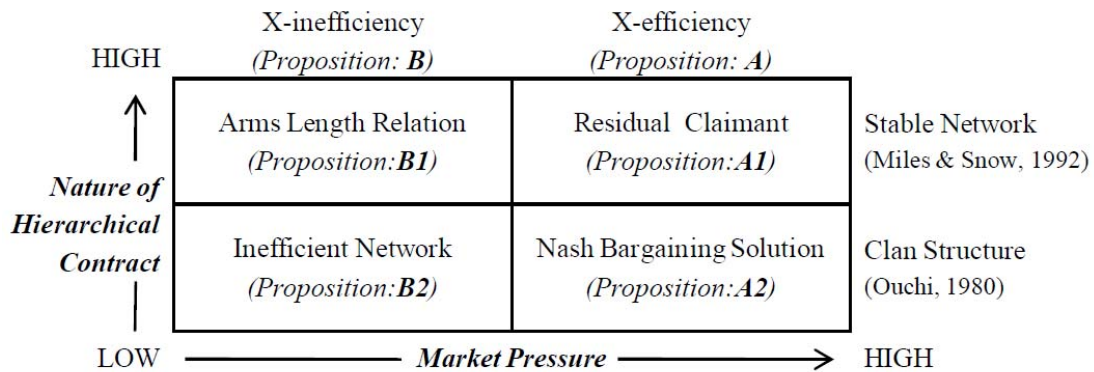 X-inefficiency X-efficiency
HIGH (Proposition: B) (Proposition: A)
Arms Length Relation Residual Claimant Stable Network
(Proposition:B1) (Proposition:A1) (Miles & Snow, 1992)
Nature of
Hierarchical
Contract
Inefficient Network Nash Bargaining Solution Clan Structure
(Proposition:B2) (Proposition:A2) (Ouchi, 1980)
LOW Market Pressure HIGH